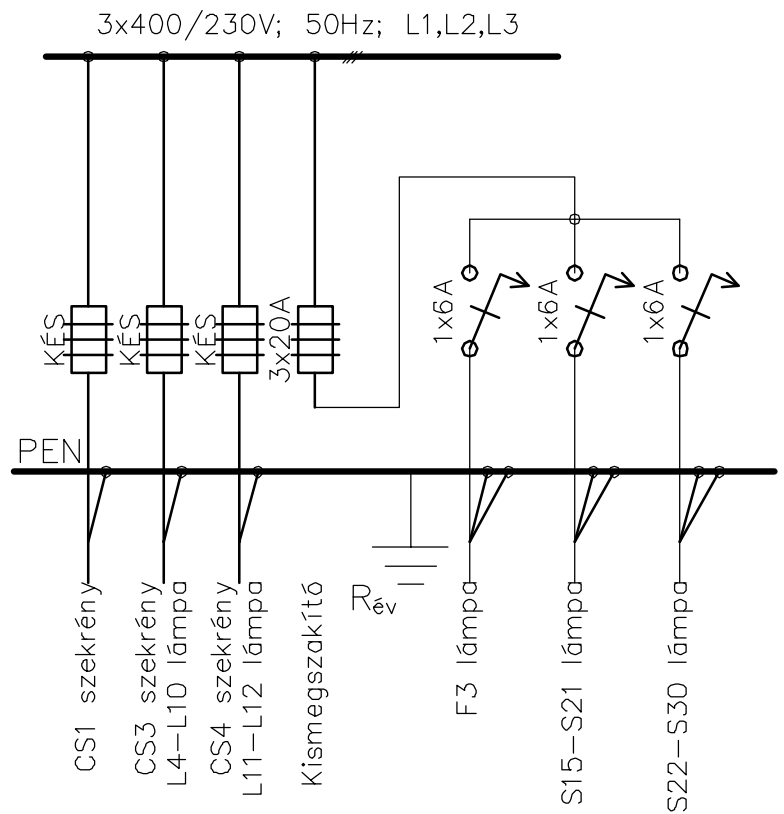 3x400/230V; 50Hz; L1,L2,L3
KÉS
KÉS
KÉS
3x20A
1x6A
1x6A
1x6A
PEN
Rév
CS1 szekrény
CS3 szekrény
L4-L10 lámpa
CS4 szekrény
L11-L12 lámpa
Kismegszakító
F3 lámpa
S15-S21 lámpa
S22-S30 lámpa